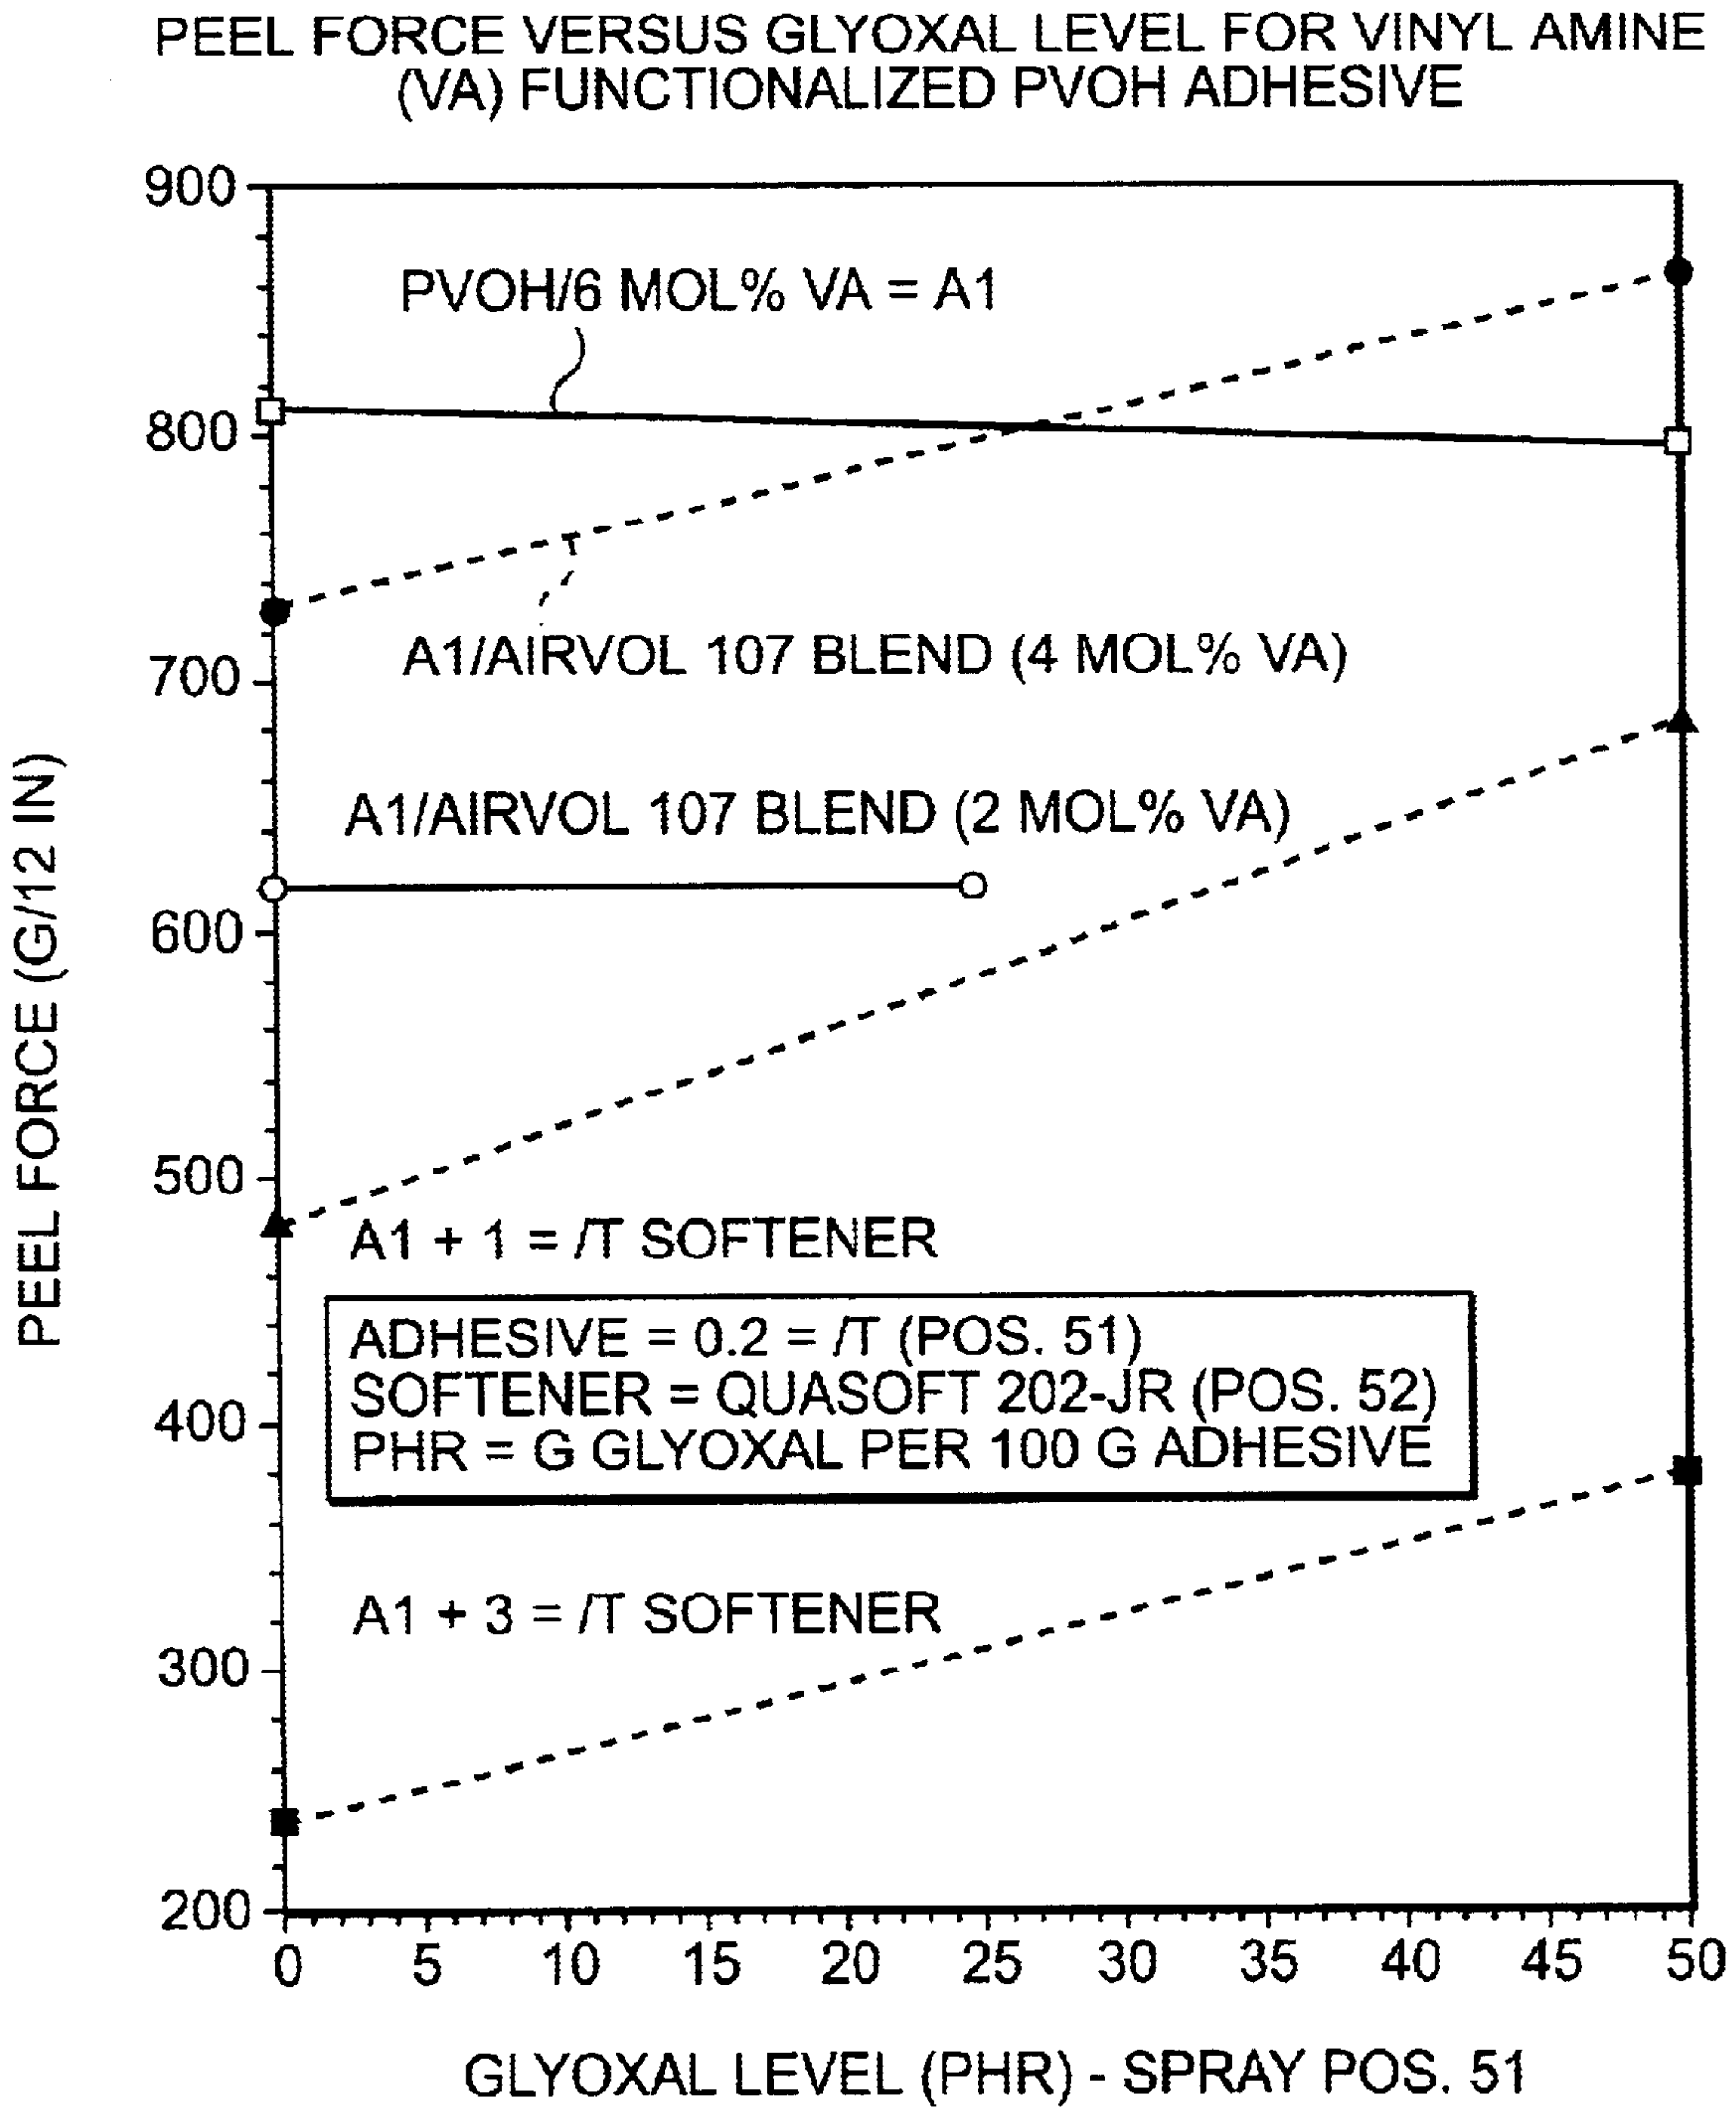 PEEL FORCE VERSUS GLYOXAL LEVEL FOR VINYL AMINE
(VA) FUNCTIONALIZED PVOH ADHESIVE
900
800
700
600
500
400
300
200
PEEL FORCE (G/12 IN)
PVOH/6 MOL% VA = A1
A1/AIRVOL 107 BLEND (4 MOL% VA)
A1/AIRVOL 107 BLEND (2 MOL% VA)
A1 + 1 = /T SOFTENER
ADHESIVE = 0.2 = /T (POS. 51)
SOFTENER = QUASOFT 202-JR (POS. 52)
PHR = G GLYOXAL PER 100 G ADHESIVE
A1 + 3 = /T SOFTENER
0 5 10 15 20 25 30 35 40 45 50
GLYOXAL LEVEL (PHR) - SPRAY POS. 51